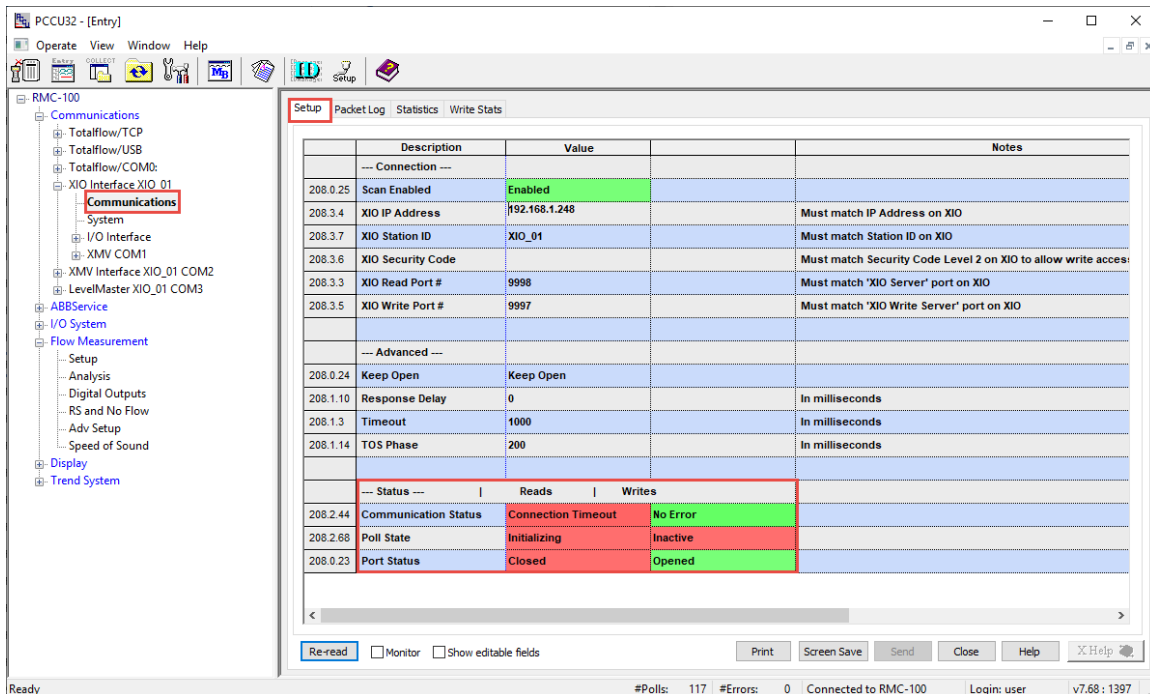 PCCU32 - [Entry]
Operate View Window Help
Entry COLLECT MB ID Setup
RMC-100
Communications
Totalflow/TCP
Totalflow/USB
Totalflow/COM0:
XIO Interface XIO_01
Communications
System
I/O Interface
XMV COM1
XMV Interface XIO_01 COM2
LevelMaster XIO_01 COM3
ABBService
I/O System
Flow Measurement
Setup
Analysis
Digital Outputs
RS and No Flow
Adv Setup
Speed of Sound
Display
Trend System
Setup Packet Log Statistics Write Stats
Description Value Notes
--- Connection ---
208.0.25 Scan Enabled Enabled
208.3.4 XIO IP Address 192.168.1.248 Must match IP Address on XIO
208.3.7 XIO Station ID XIO_01 Must match Station ID on XIO
208.3.6 XIO Security Code Must match Security Code Level 2 on XIO to allow write acces
208.3.3 XIO Read Port # 9998 Must match 'XIO Server' port on XIO
208.3.5 XIO Write Port # 9997 Must match 'XIO Write Server' port on XIO
--- Advanced ---
208.0.24 Keep Open Keep Open
208.1.10 Response Delay 0 In milliseconds
208.1.3 Timeout 1000 In milliseconds
208.1.14 TOS Phase 200 In milliseconds
--- Status --- | Reads | Writes
208.2.44 Communication Status Connection Timeout No Error
208.2.68 Poll State Initializing Inactive
208.0.23 Port Status Closed Opened
Re-read Monitor Show editable fields Print Screen Save Send Close Help X Help
Ready #Polls: 117 #Errors: 0 Connected to RMC-100 Login: user v7.68 : 1397